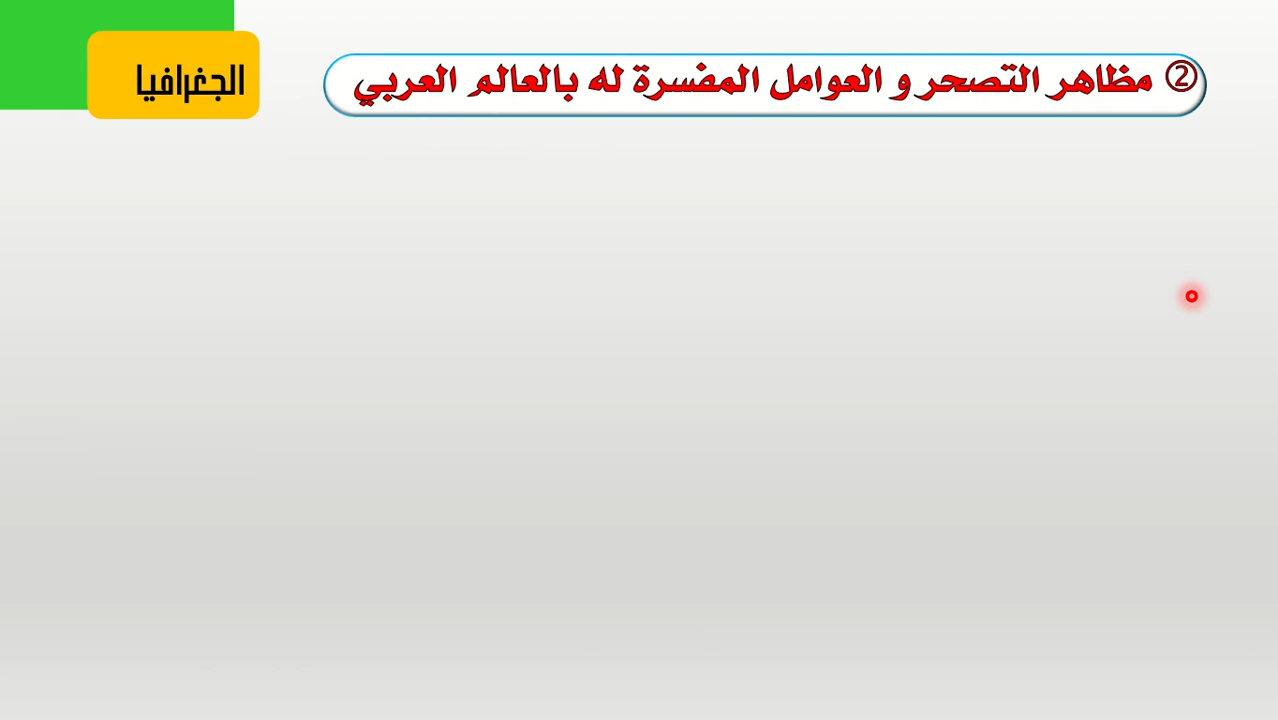 ② مظاهر التصحر و العوامل المفسرة له بالعالم العربي
الجغرافيا